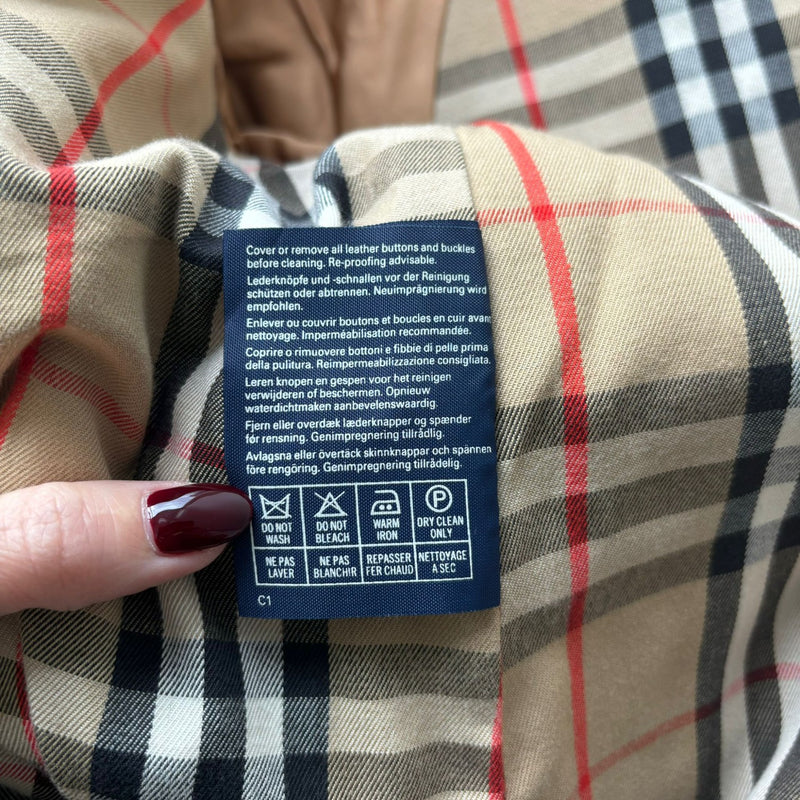 Cover or remove all leather buttons and buckles
before cleaning. Re-proofing advisable.
Lederknöpfe und -schnallen vor der Reinigung
schützen oder abtrennen. Neuimprägnierung wird
empfohlen.
Enlever ou couvrir boutons et boucles en cuir avant
nettoyage. Imperméabilisation recommandée.
Coprire o rimuovere bottoni e fibbie di pelle prima
della pulitura. Reimpermeabilizzazione consigliata.
Leren knopen en gespen voor het reinigen
verwijderen of beschermen. Opnieuw
waterdichtmaken aanbevelenswaardig.
Fjern eller overdæk læderknapper og spænder
før rensning. Genimpregnering tillrådlig.
Avlagsna eller övertäck skinnknappar och spännen
före rengöring. Genimpregnering tillrådelig.
DO NOT WASH
DO NOT BLEACH
WARM IRON
P
DRY CLEAN ONLY
NE PAS LAVER
NE PAS BLANCHIR
REPASSER FER CHAUD
NETTOYAGE A SEC
C1